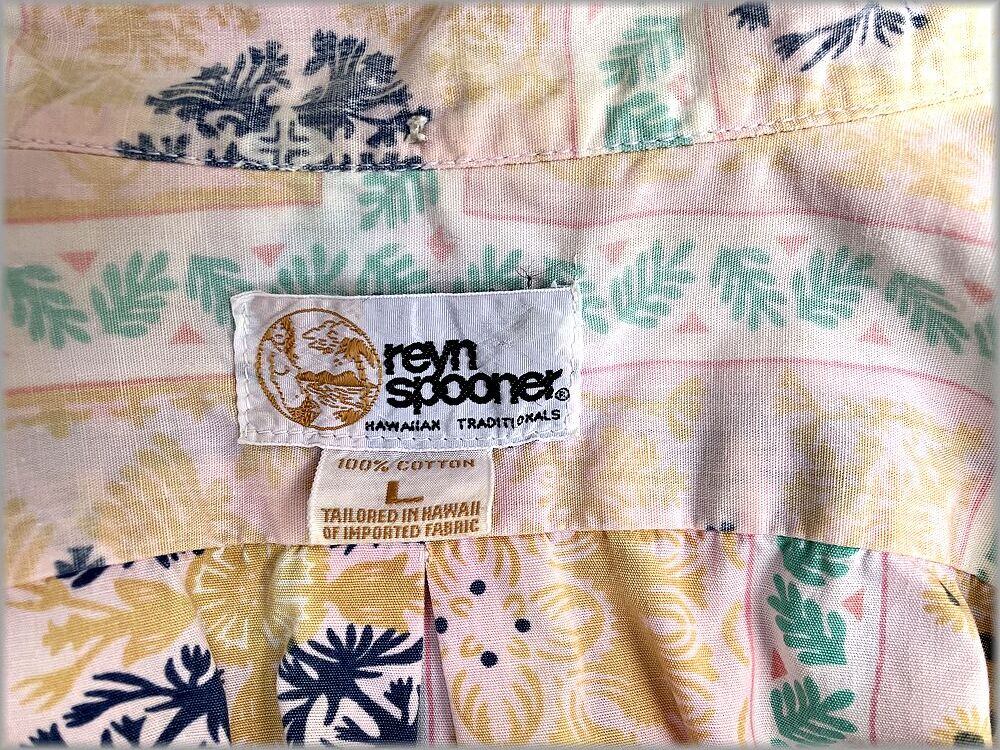 reyn
spooner®
HAWAIIAN TRADITIONALS
100% COTTON
L
TAILORED IN HAWAII
OF IMPORTED FABRIC